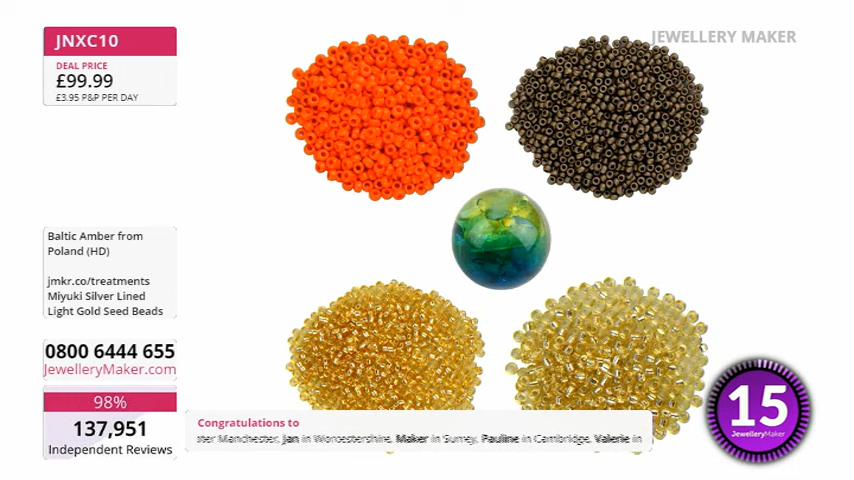 JNXC10
JEWELLERY MAKER
DEAL PRICE
£99.99
£3.95 P&P PER DAY
Baltic Amber from
Poland (HD)
jmkr.co/treatments
Miyuki Silver Lined
Light Gold Seed Beads
0800 6444 655
JewelleryMaker.com
98%
137,951
Independent Reviews
Congratulations to
ter Manchester, Jan in Worcestershire, Maker in Surrey, Pauline in Cambridge, Valerie in
15
JewelleryMaker